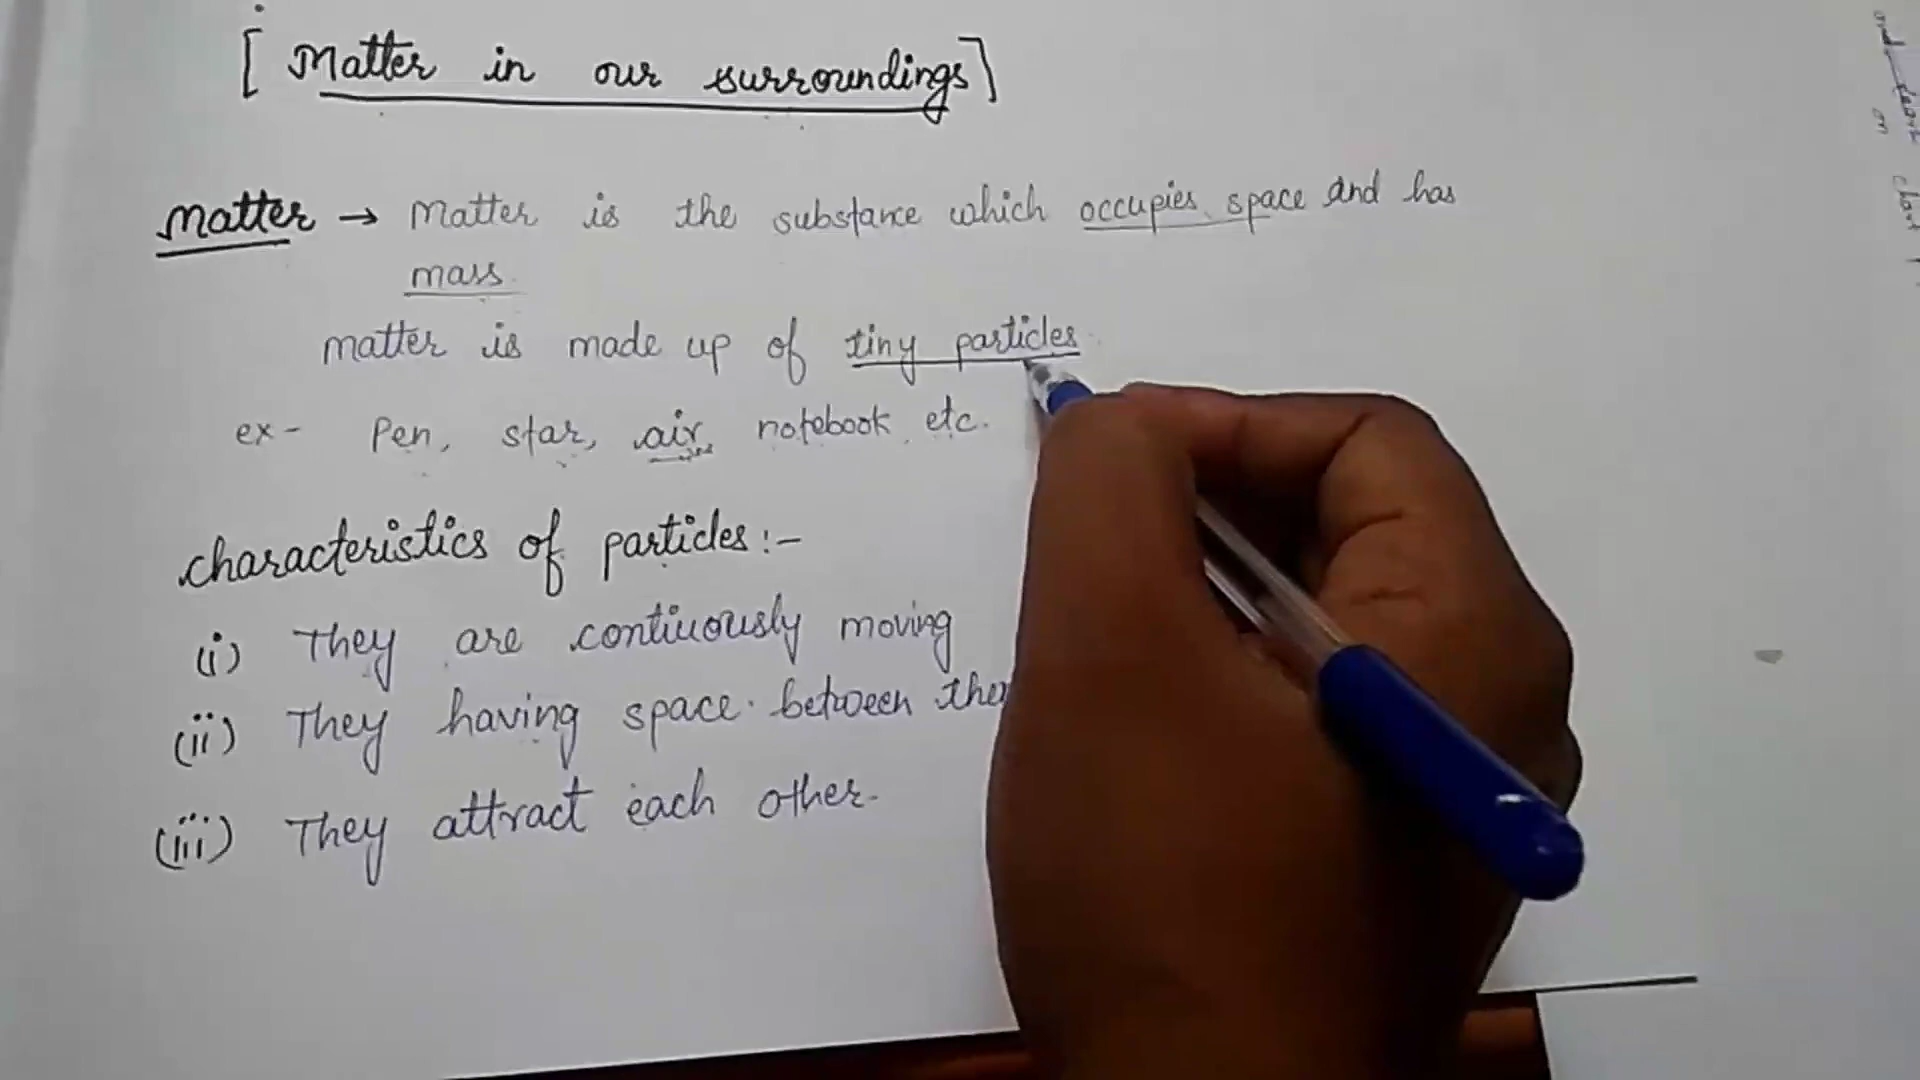 [ Matter in our surroundings ]
Matter → Matter is the substance which occupies space and has
mass
matter is made up of tiny particles
ex- Pen, star, air, notebook etc.
characteristics of particles:-
(i) They are contiuously moving
(ii) They having space between
(iii) They attract each other.